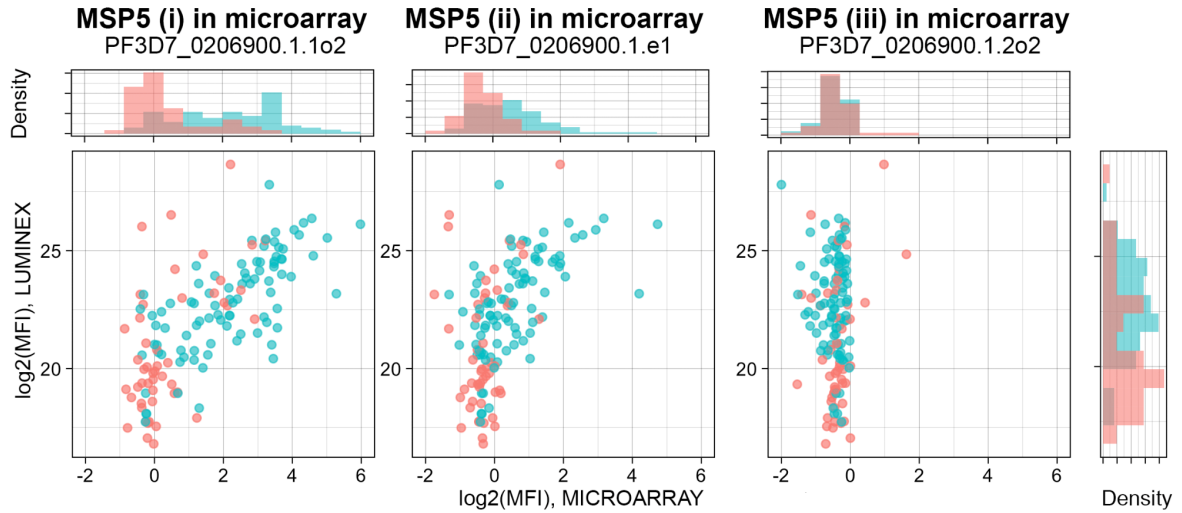 MSP5 (i) in microarray
PF3D7_0206900.1.1o2
MSP5 (ii) in microarray
PF3D7_0206900.1.e1
MSP5 (iii) in microarray
PF3D7_0206900.1.2o2
Density
log2(MFI), LUMINEX
25
20
25
20
25
20
-2 0 2 4 6
-2 0 2 4 6
-2 0 2 4 6
log2(MFI), MICROARRAY
Density